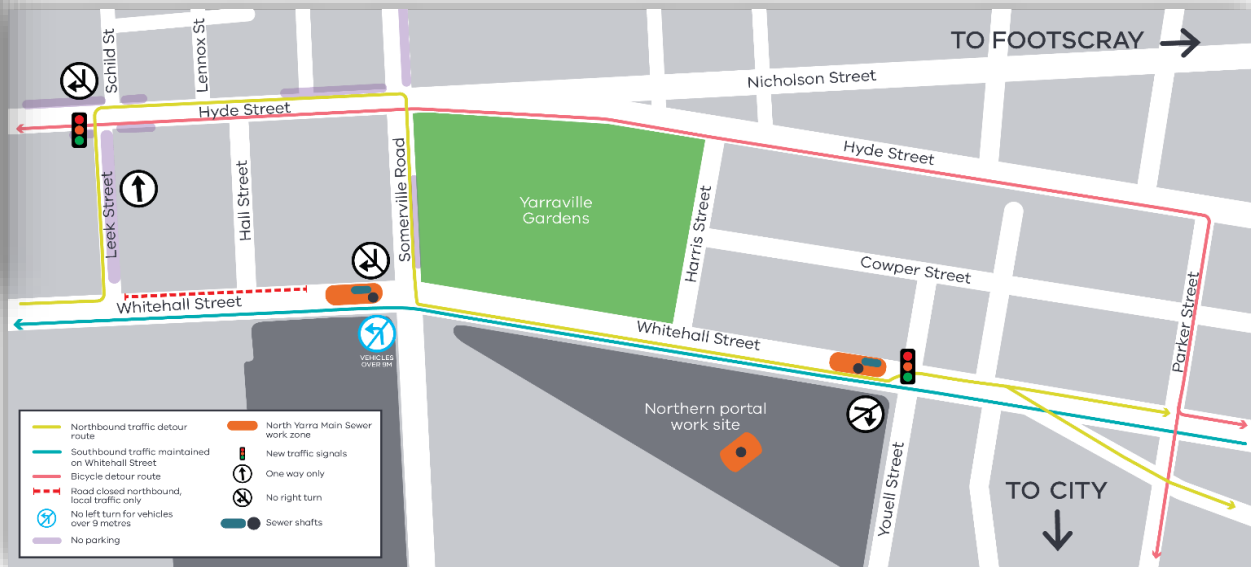 TO FOOTSCRAY
Schild St
Lennox St
Nicholson Street
Hyde Street
Hyde Street
Leek Street
Hall Street
Somerville Road
Yarraville
Gardens
Harris Street
Cowper Street
Parker Street
Whitehall Street
Whitehall Street
VEHICLES
OVER 9M
Northern portal
work site
Youell Street
TO CITY
Northbound traffic detour
route
Southbound traffic maintained
on Whitehall Street
Bicycle detour route
Road closed northbound,
local traffic only
No left turn for vehicles
over 9 metres
No parking
North Yarra Main Sewer
work zone
New traffic signals
One way only
No right turn
Sewer shafts